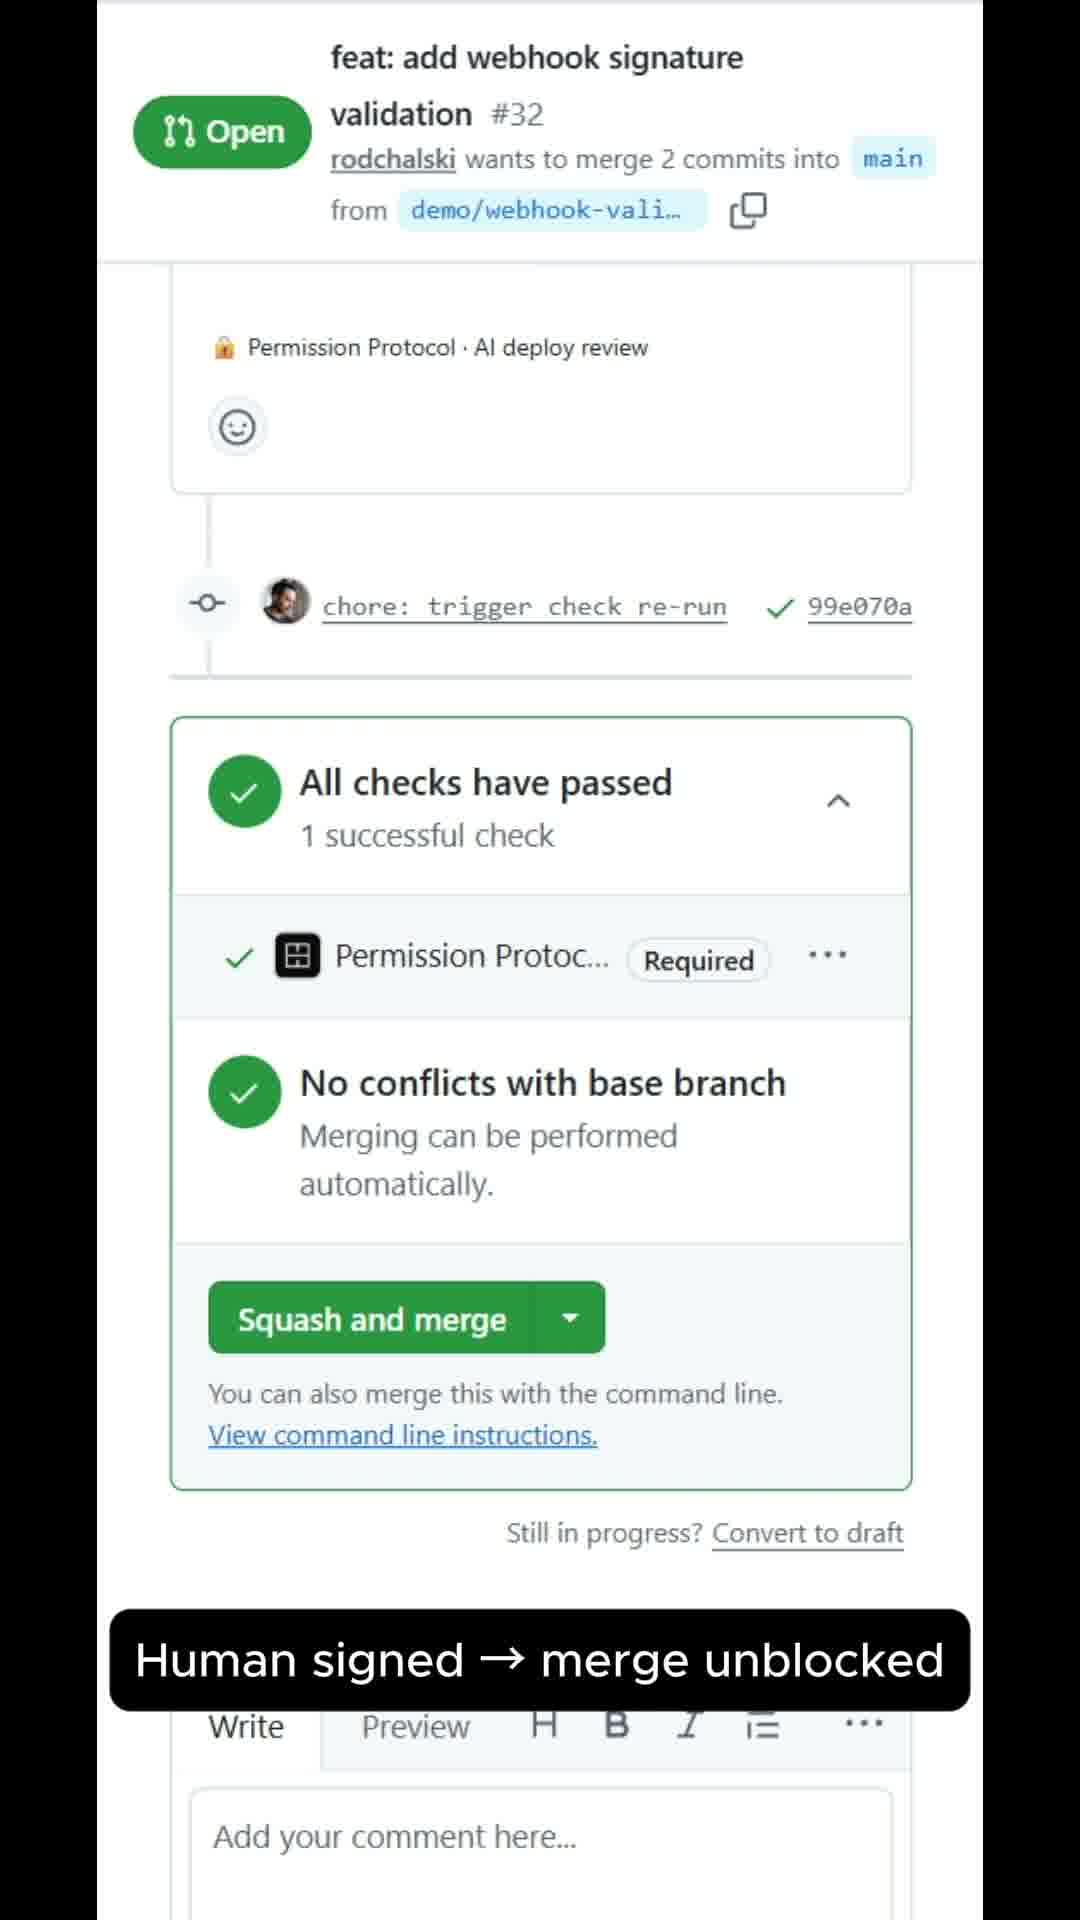 feat: add webhook signature
validation #32
Open
rodchalski wants to merge 2 commits into main
from demo/webhook-vali…
Permission Protocol · AI deploy review
chore: trigger check re-run 99e070a
All checks have passed
1 successful check
Permission Protoc... Required ...
No conflicts with base branch
Merging can be performed
automatically.
Squash and merge
You can also merge this with the command line.
View command line instructions.
Still in progress? Convert to draft
Human signed → merge unblocked
Write Preview H B I ...
Add your comment here...